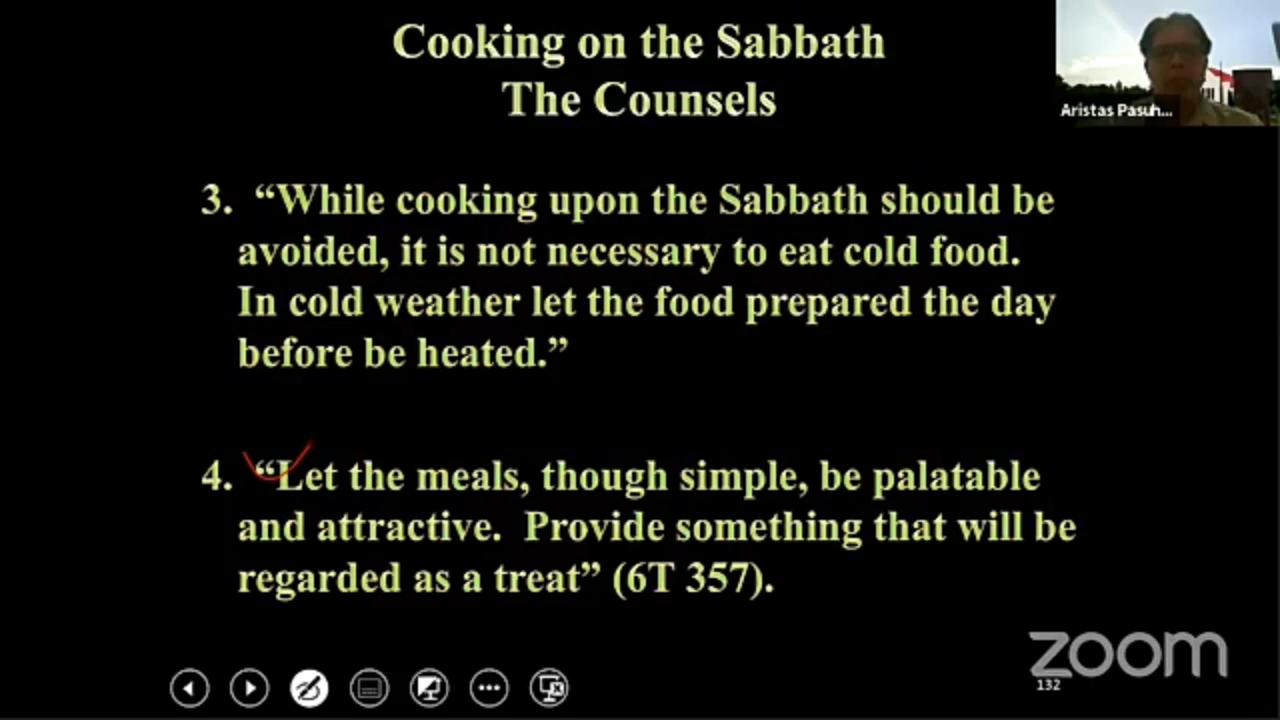 Cooking on the Sabbath
The Counsels
Aristas Pasuh...
3. “While cooking upon the Sabbath should be
avoided, it is not necessary to eat cold food.
In cold weather let the food prepared the day
before be heated.”
4. “Let the meals, though simple, be palatable
and attractive. Provide something that will be
regarded as a treat” (6T 357).
zoom
132